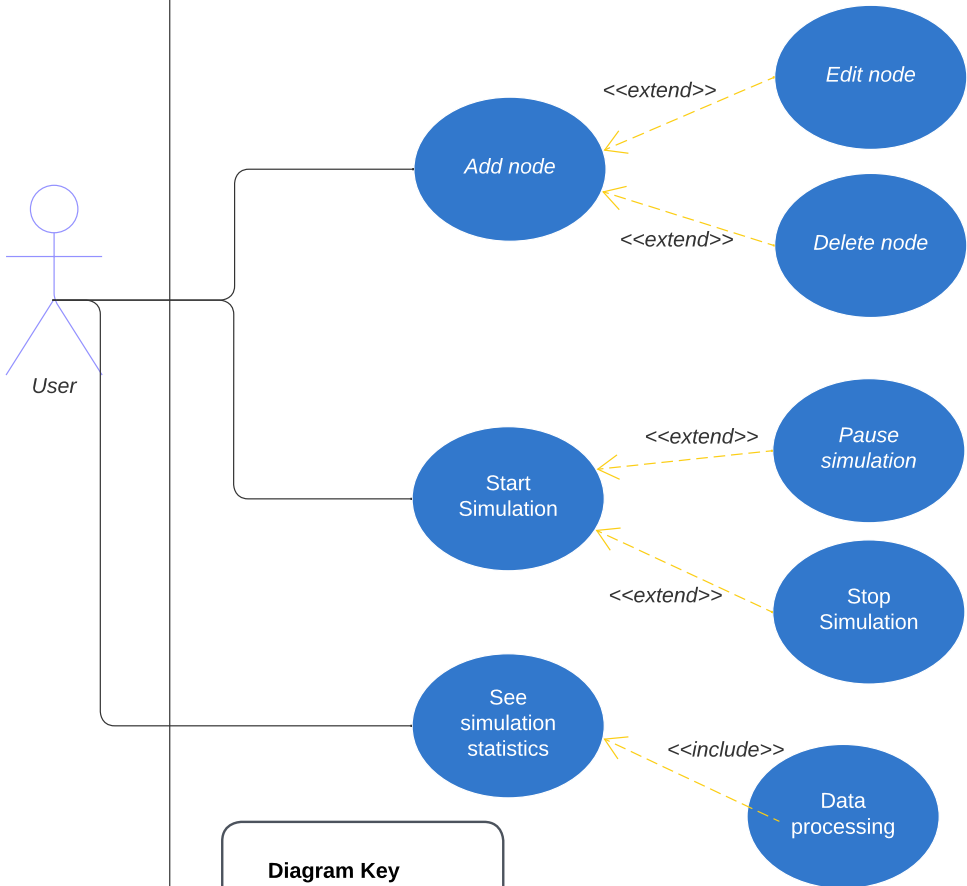 Edit node
<<extend>>
Add node
Delete node
<<extend>>
User
Pause
simulation
<<extend>>
Start
Simulation
Stop
Simulation
<<extend>>
See
simulation
statistics
<<include>>
Data
processing
Diagram Key